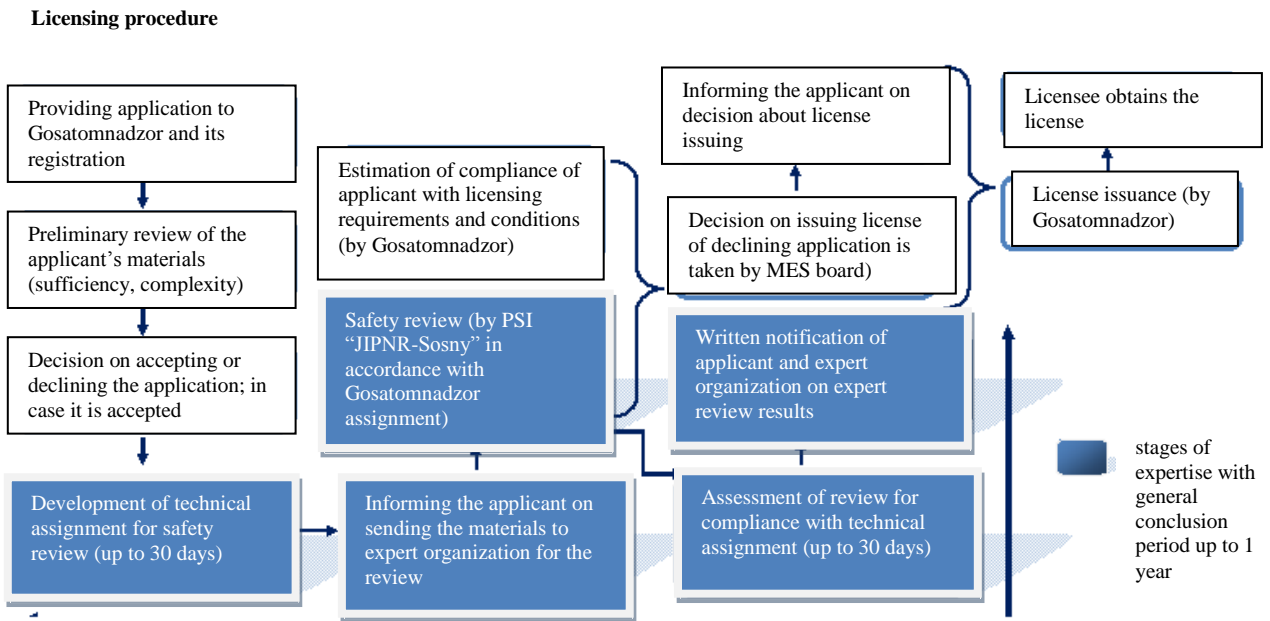 Licensing procedure
Providing application to
Gosatomnadzor and its
registration
Preliminary review of the
applicant’s materials
(sufficiency, complexity)
Decision on accepting or
declining the application; in
case it is accepted
Development of technical
assignment for safety
review (up to 30 days)
Estimation of compliance of
applicant with licensing
requirements and conditions
(by Gosatomnadzor)
Safety review (by PSI
“JIPNR-Sosny” in
accordance with
Gosatomnadzor
assignment)
Informing the applicant on
sending the materials to
expert organization for the
review
Informing the applicant on
decision about license
issuing
Decision on issuing license
of declining application is
taken by MES board)
Written notification of
applicant and expert
organization on expert
review results
Assessment of review for
compliance with technical
assignment (up to 30 days)
Licensee obtains the
license
License issuance (by
Gosatomnadzor)
stages of
expertise with
general
conclusion
period up to 1
year